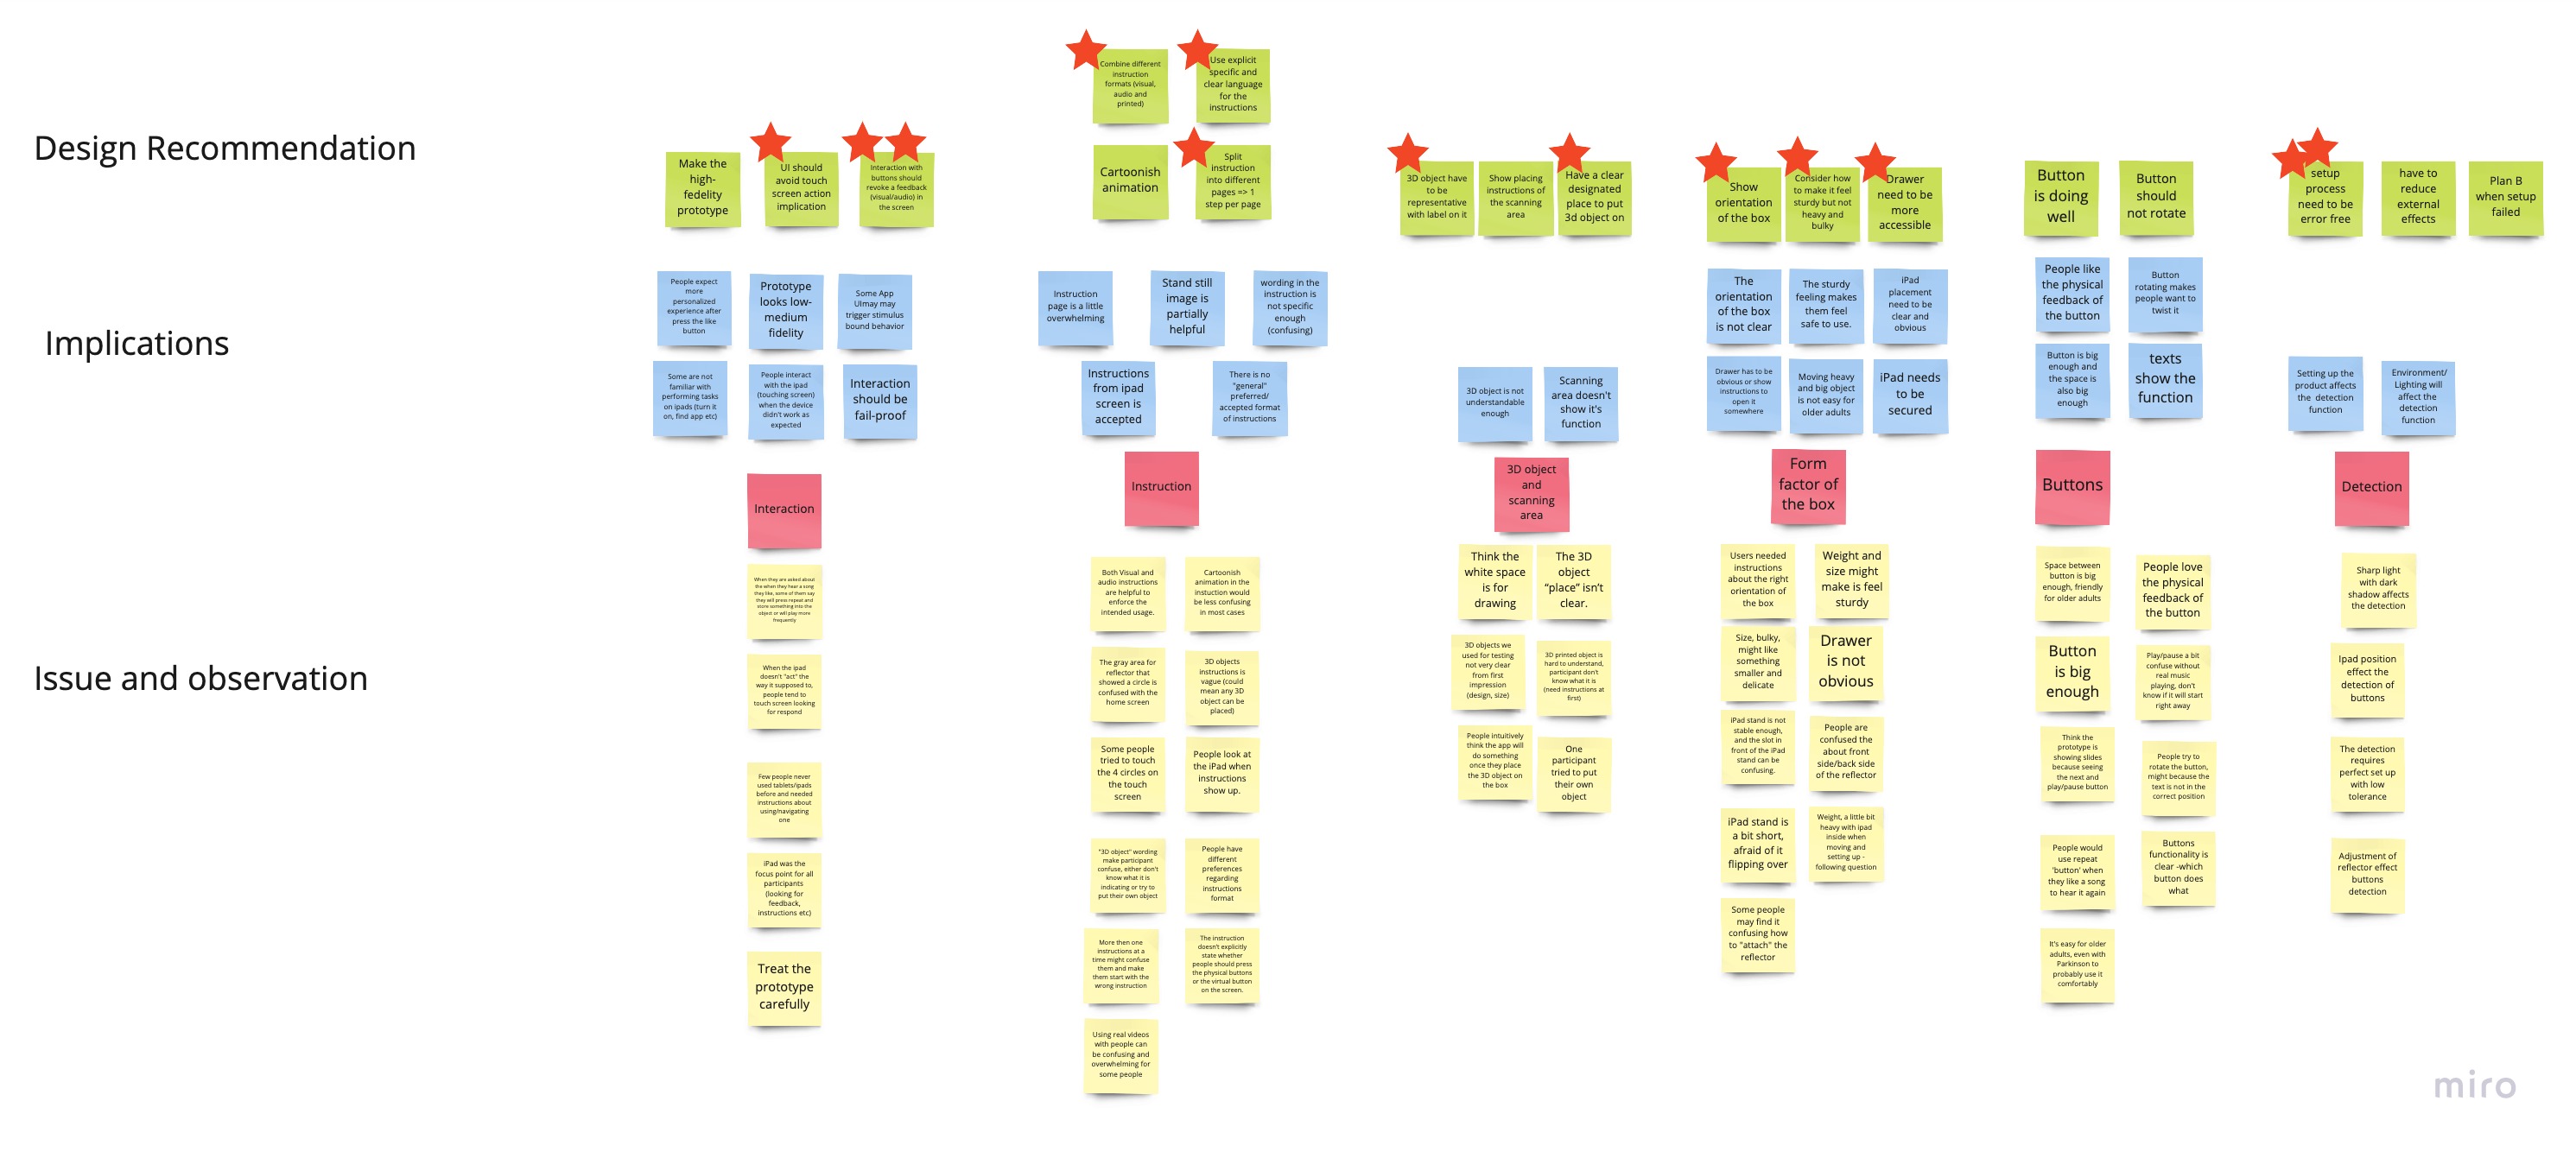 Design Recommendation
Combine different
instruction
formats (visual,
audio and
printed)
Use explicit
specific and
clear language
for the
instructions
Make the
high-
fedelity
prototype
UI should
avoid touch
screen action
implication
Interaction with
buttons should
revoke a feedback
(visual/audio) in
the screen
Cartoonish
animation
Split
instruction
into different
pages => 1
step per page
3D object have
to be
representative
with label on it
Show placing
instructions of
the scanning
area
Have a clear
designated
place to put
3d object on
Show
orientation
of the box
Consider how
to make it feel
sturdy but not
heavy and
bulky
Drawer
need to be
more
accessible
Button
is doing
well
Button
should
not rotate
setup
process
need to be
error free
have to
reduce
external
effects
Plan B
when setup
failed
Implications
People expect
more
personalized
experience after
press the like
button
Prototype
looks low-
medium
fidelity
Some App
UImay may
trigger stimulus
bound behavior
Some are not
familiar with
performing tasks
on ipads (turn it
on, find app etc)
People interact
with the ipad
(touching screen)
when the device
didn't work as
expected
Interaction
should be
fail-proof
Instruction
page is a little
overwhelming
Stand still
image is
partially
helpful
wording in the
instruction is
not specific
enough
(confusing)
Instructions
from ipad
screen is
accepted
There is no
"general"
preferred/
accepted format
of instructions
3D object is not
understandable
enough
Scanning
area doesn't
show it's
function
The
orientation
of the box
is not clear
The sturdy
feeling makes
them feel
safe to use.
iPad
placement
need to be
clear and
obvious
Drawer has to be
obvious or show
instructions to
open it
somewhere
Moving heavy
and big object
is not easy for
older adults
iPad needs
to be
secured
People like
the physical
feedback of
the button
Button
rotating makes
people want to
twist it
Button is big
enough and
the space is
also big
enough
texts
show the
function
Setting up the
product affects
the detection
function
Environment/
Lighting will
affect the
detection
function
Interaction
Instruction
3D object
and
scanning
area
Form
factor of
the box
Buttons
Detection
Issue and observation
When they are asked about
the when they hear a song
they like, some of them say
they will press repeat and
store something into the
object or will play more
frequently
When the ipad
doesn't "act" the
way it supposed to,
people tend to
touch screen looking
for respond
Few people never
used tablets/ipads
before and needed
instructions about
using/navigating
one
iPad was the
focus point for all
participants
(looking for
feedback,
instructions etc)
Treat the
prototype
carefully
Both Visual and
audio instructions
are helpful to
enforce the
intended usage.
Cartoonish
animation in the
instuction would
be less confusing
in most cases
The gray area for
reflector that
showed a circle is
confused with the
home screen
3D objects
instructions is
vague (could
mean any 3D
object can be
placed)
Some people
tried to touch
the 4 circles on
the touch
screen
People look at
the iPad when
instructions
show up.
"3D object" wording
make participant
confuse, either don't
know what it is
indicating or try to
put their own object
People have
different
preferences
regarding
instructions
format
More then one
instructions at a
time might confuse
them and make
them start with the
wrong instruction
The instruction
doesn't explicitly
state whether
people should press
the physical buttons
or the virtual button
on the screen.
Using real videos
with people can
be confusing and
overwhelming for
some people
Think the
white space
is for
drawing
The 3D
object
“place” isn’t
clear.
3D objects we
used for testing
not very clear
from first
impression
(design, size)
3D printed object is
hard to understand,
participant don't
know what it is
(need instructions at
first)
People intuitively
think the app will
do something
once they place
the 3D object on
the box
One
participant
tried to put
their own
object
Users needed
instructions
about the right
orientation of
the box
Weight and
size might
make is feel
sturdy
Size, bulky,
might like
something
smaller and
delicate
Drawer
is not
obvious
iPad stand is not
stable enough,
and the slot in
front of the iPad
stand can be
confusing.
People are
confused the
about front
side/back side
of the reflector
iPad stand is
a bit short,
afraid of it
flipping over
Weight, a little bit
heavy with ipad
inside when
moving and
setting up -
following question
Some people
may find it
confusing how
to "attach" the
reflector
Space between
button is big
enough, friendly
for older adults
People love
the physical
feedback of
the button
Button
is big
enough
Play/pause a bit
confuse without
real music
playing, don't
know if it will start
right away
Think the
prototype is
showing slides
because seeing
the next and
play/pause button
People try to
rotate the button,
might because the
text is not in the
correct position
People would
use repeat
'button' when
they like a song
to hear it again
Buttons
functionality is
clear -which
button does
what
It's easy for older
adults, even with
Parkinson to
probably use it
comfortably
Sharp light
with dark
shadow affects
the detection
Ipad position
effect the
detection of
buttons
The detection
requires
perfect set up
with low
tolerance
Adjustment of
reflector effect
buttons
detection
miro